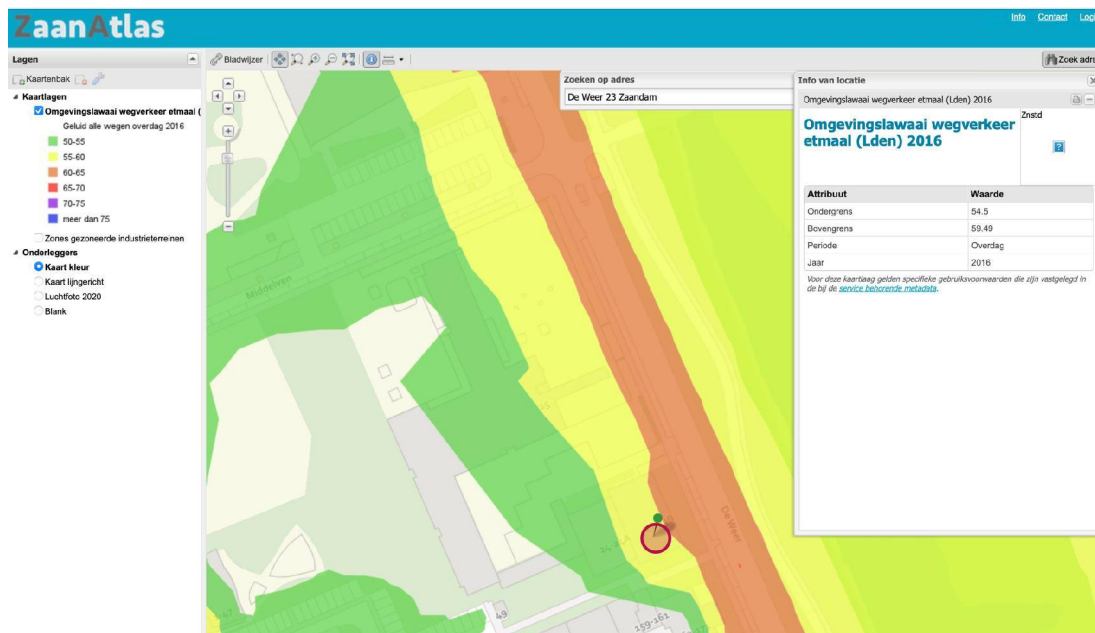 ZaanAtlas
Info Contact Logi
Lagen
Bladwijzer
Zoek adre
Kaartenbak
Kaartlagen
Omgevingslawaai wegverkeer etmaal (
Geluid alle wegen overdag 2016
50-55
55-60
60-65
65-70
70-75
meer dan 75
Zones gezoneerde industrieterreinen
Onderleggers
Kaart kleur
Kaart lijngericht
Luchtfoto 2020
Blank
Zoeken op adres
De Weer 23 Zaandam
Info van locatie
Omgevingslawaai wegverkeer etmaal (Lden) 2016
Omgevingslawaai wegverkeer
etmaal (Lden) 2016
Znstd
Attribuut Waarde
Ondergrens 54.5
Bovengrens 59.49
Periode Overdag
Jaar 2016
Voor deze kaartlaag gelden specifieke gebruiksvoorwaarden die zijn vastgelegd in
de bij de service behorende metadata.
Middelven
De Weer
49
159-161